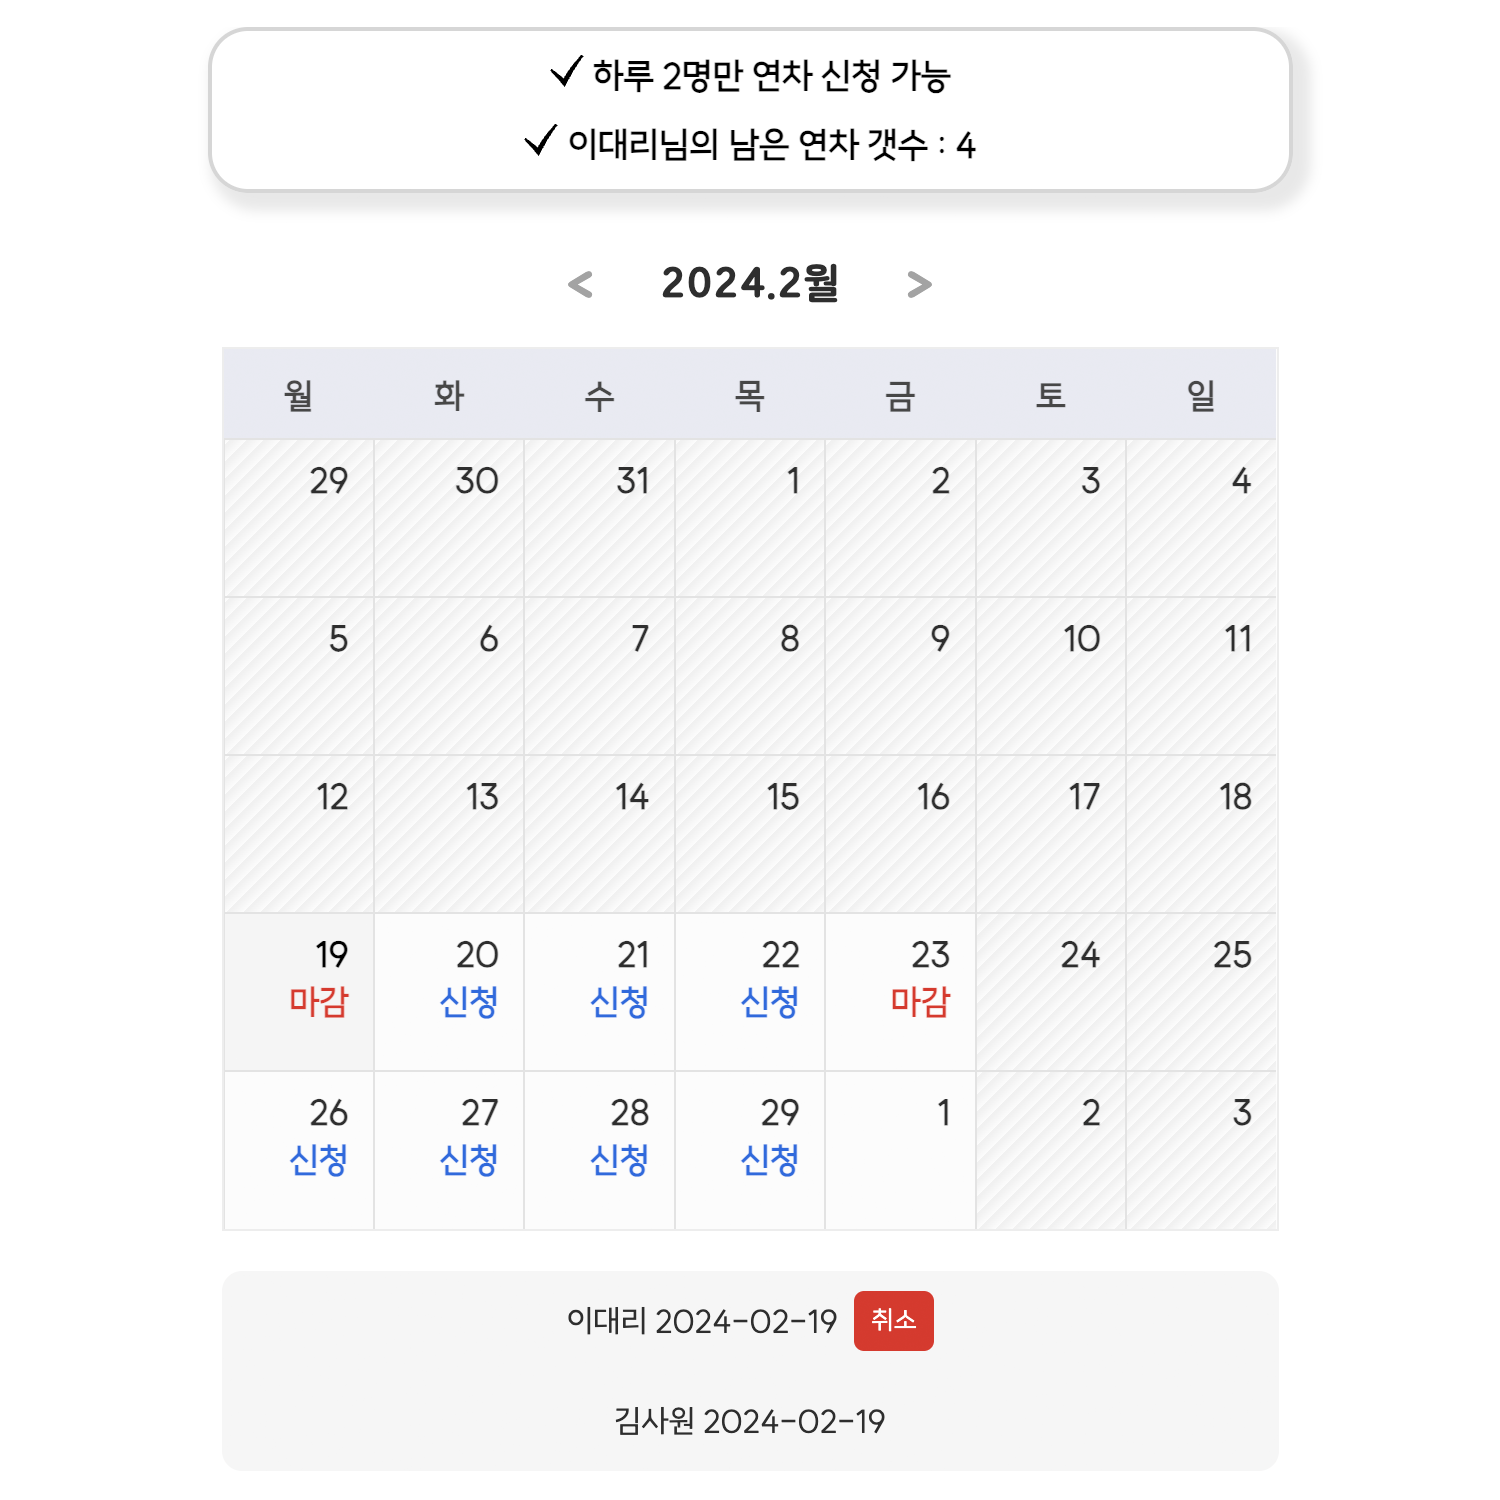 ✓ 하루 2명만 연차 신청 가능
✓ 이대리님의 남은 연차 갯수 : 4
< 2024.2월 >
월 화 수 목 금 토 일
29 30 31 1 2 3 4
5 6 7 8 9 10 11
12 13 14 15 16 17 18
19 20 21 22 23 24 25
마감 신청 신청 신청 마감
26 27 28 29 1 2 3
신청 신청 신청 신청
이대리 2024-02-19 취소
김사원 2024-02-19